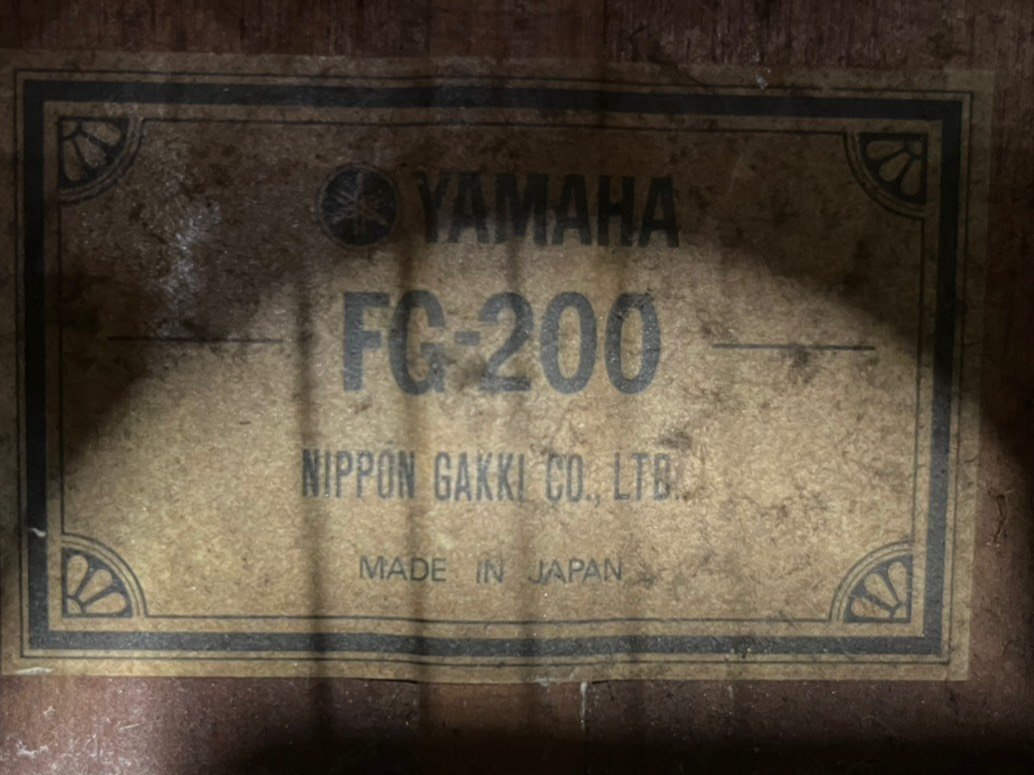 YAMAHA
FG-200
NIPPON GAKKI CO., LTD.
MADE IN JAPAN